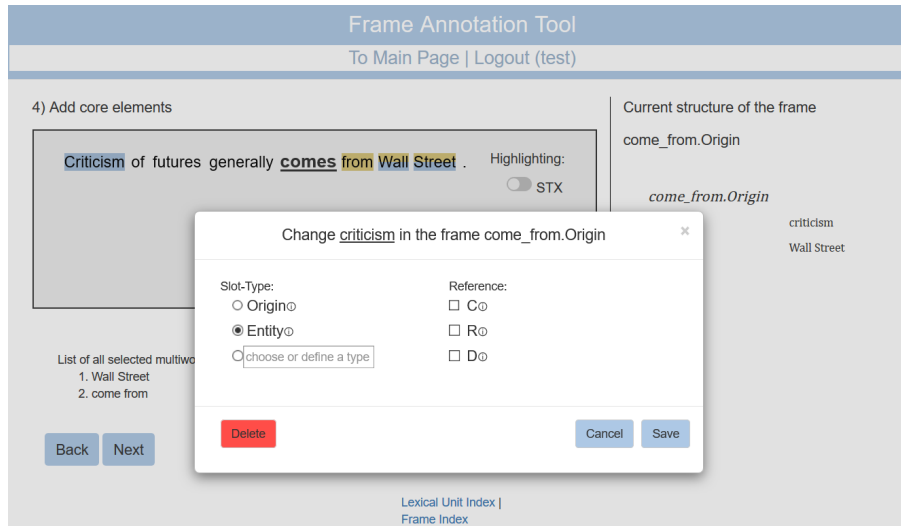 Frame Annotation Tool
To Main Page | Logout (test)
4) Add core elements
Criticism of futures generally comes from Wall Street .
Highlighting:
STX
Current structure of the frame
come_from.Origin
come_from.Origin
criticism
Wall Street
Change criticism in the frame come_from.Origin
×
Slot-Type:
Reference:
Origin
C
Entity
R
choose or define a type
D
Delete
Cancel
Save
List of all selected multiwo
1. Wall Street
2. come from
Back
Next
Lexical Unit Index |
Frame Index